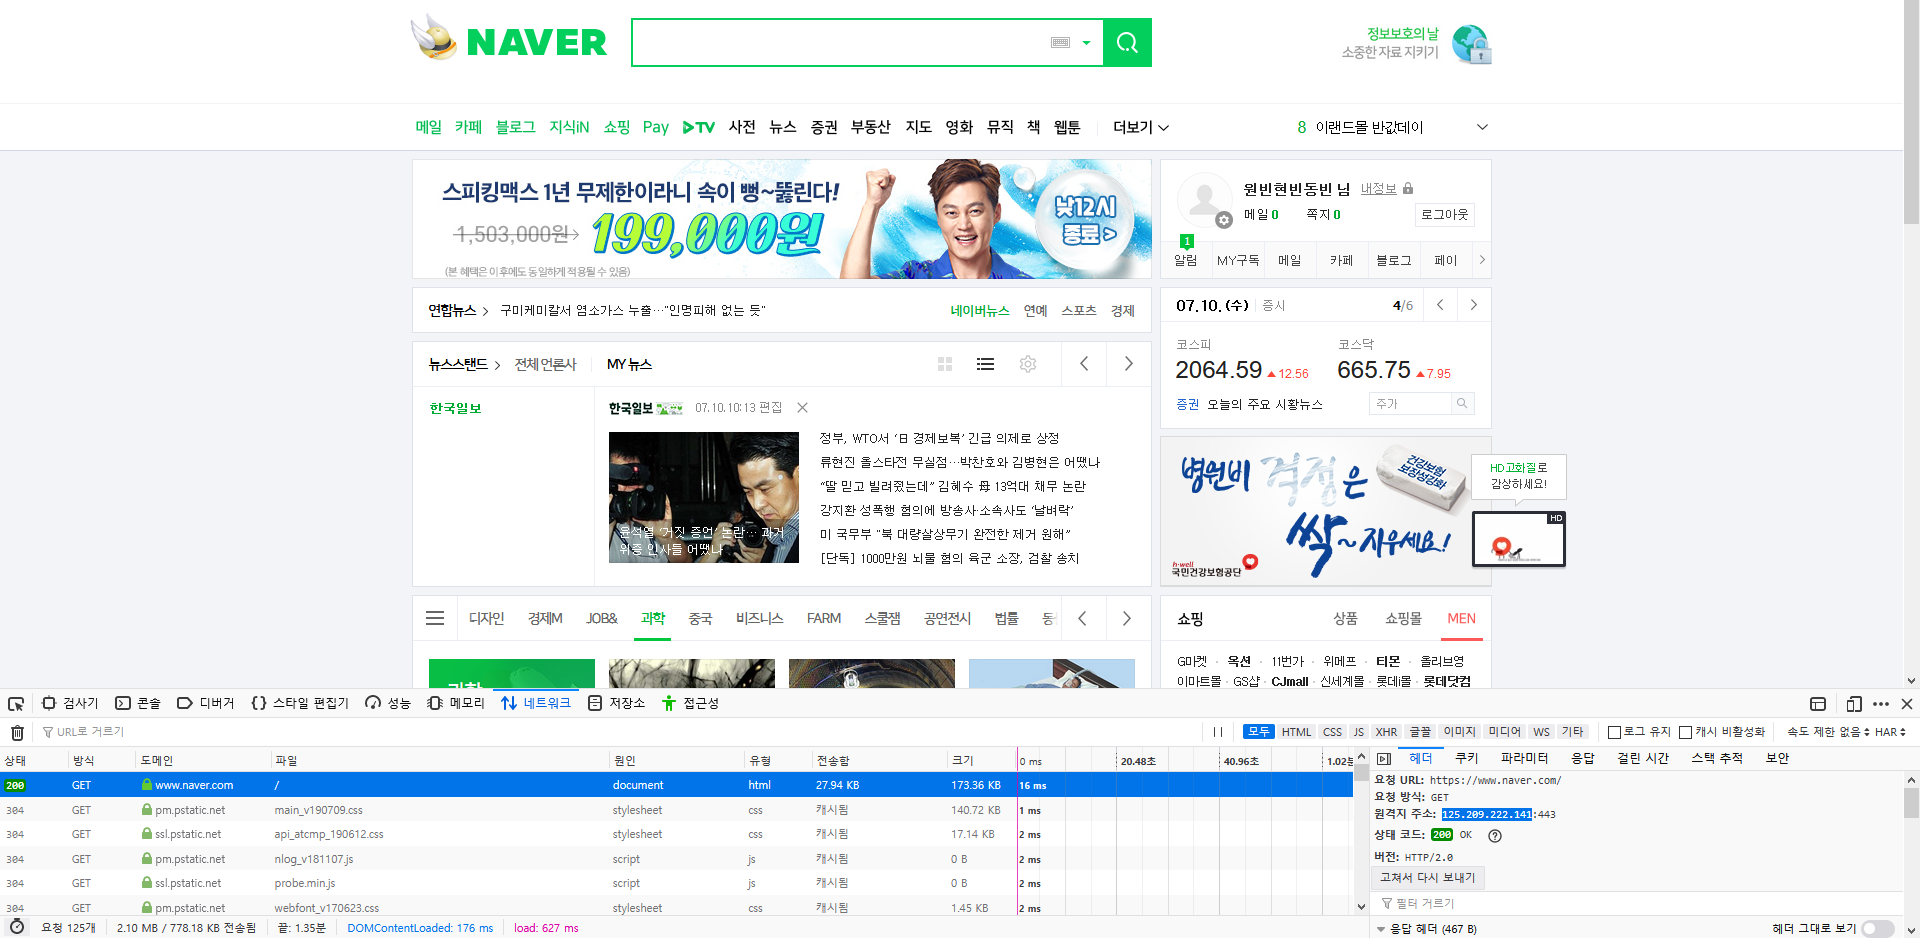 NAVER
정보보호의 날
소중한 자료 지키기
메일 카페 블로그 지식iN 쇼핑 Pay TV 사전 뉴스 증권 부동산 지도 영화 뮤직 책 웹툰 더보기
8 이랜드몰 반값데이
스피킹맥스 1년 무제한이라니 속이 뻥~뚫린다!
1,503,000원> 199,000원
(본 혜택은 이후에도 동일하게 적용될 수 있음)
낮12시
종료 >
원빈현빈동빈 님 내정보
메일 0 쪽지 0 로그아웃
1
알림 MY구독 메일 카페 블로그 페이
연합뉴스 > 구미케미칼서 염소가스 누출…"인명피해 없는 듯"
네이버뉴스 연예 스포츠 경제
07.10.(수) 증시 4/6
코스피 코스닥
2064.59 ▲12.56 665.75 ▲7.95
증권 오늘의 주요 시황뉴스 주가
뉴스스탠드 > 전체 언론사 MY 뉴스
한국일보
한국일보 07.10. 10:13 편집
윤석열 '거짓 증언' 논란… 과거
위증 인사들 어땠나
정부, WTO서 '日 경제보복' 긴급 의제로 상정
류현진 올스타전 무실점…박찬호와 김병현은 어땠나
"딸 믿고 빌려줬는데" 김혜수 母 13억대 채무 논란
강지환 성폭행 혐의에 방송사·소속사도 '날벼락'
미 국무부 "북 대량살상무기 완전한 제거 원해"
[단독] 1000만원 뇌물 혐의 육군 소장, 검찰 송치
병원비 걱정은
싹~지우세요!
건강보험
보장성강화
h·well
국민건강보험공단
HD고화질로
감상하세요!
HD
디자인 경제M JOB& 과학 중국 비즈니스 FARM 스쿨잼 공연전시 법률
과학
쇼핑 상품 쇼핑몰 MEN
G마켓 · 옥션 · 11번가 · 위메프 · 티몬 · 올리브영
이마트몰 · GS샵 · CJmall · 신세계몰 · 롯데i몰 · 롯데닷컴
검사기 콘솔 디버거 {} 스타일 편집기 성능 메모리 네트워크 저장소 접근성
URL로 거르기
모두 HTML CSS JS XHR 글꼴 이미지 미디어 WS 기타 로그 유지 캐시 비활성화 속도 제한 없음 HAR
상태 방식 도메인 파일 원인 유형 전송함 크기 0 ms 20.48초 40.96초 1.02분
200 GET www.naver.com / document html 27.94 KB 173.36 KB 16 ms
304 GET pm.pstatic.net main_v190709.css stylesheet css 캐시됨 140.72 KB 1 ms
304 GET ssl.pstatic.net api_atcmp_190612.css stylesheet css 캐시됨 17.14 KB 2 ms
304 GET pm.pstatic.net nlog_v181107.js script js 캐시됨 0 B 2 ms
304 GET ssl.pstatic.net probe.min.js script js 캐시됨 0 B 2 ms
304 GET pm.pstatic.net webfont_v170623.css stylesheet css 캐시됨 1.45 KB 2 ms
요청 125개 2.10 MB / 778.18 KB 전송됨 끝: 1.35분 DOMContentLoaded: 176 ms load: 627 ms
헤더 쿠키 파라미터 응답 걸린 시간 스택 추적 보안
요청 URL: https://www.naver.com/
요청 방식: GET
원격지 주소: 125.209.222.141:443
상태 코드: 200 OK ?
버전: HTTP/2.0
고쳐서 다시 보내기
필터 거르기
응답 헤더 (467 B) 헤더 그대로 보기